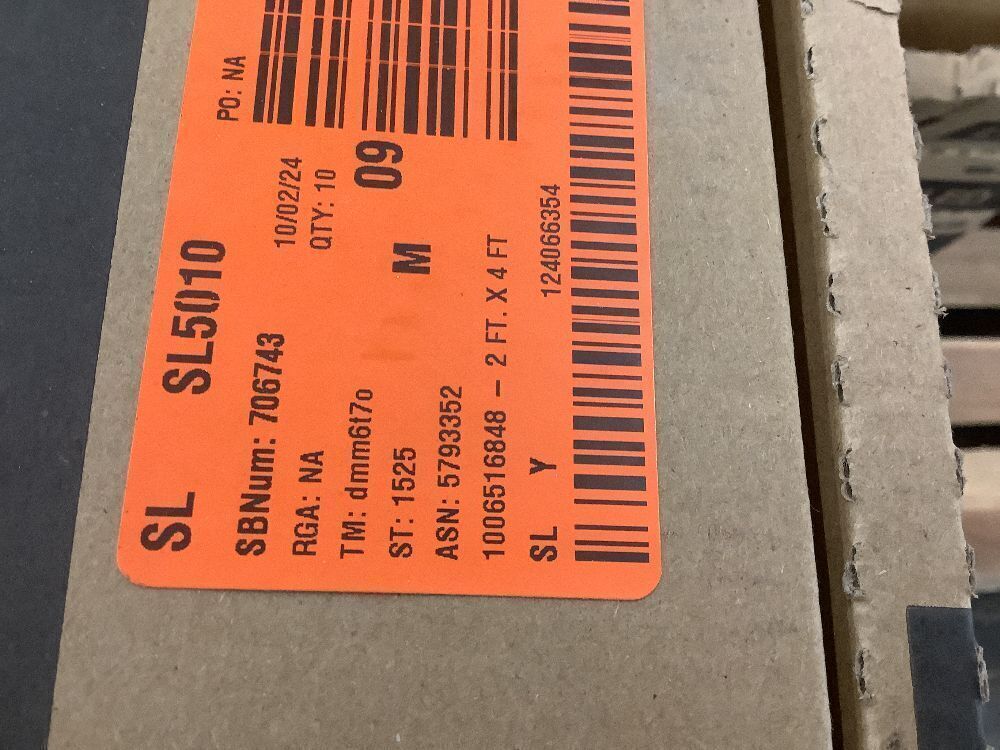 SL SL5010
PO: NA
SBNum: 706743 10/02/24
RGA: NA QTY: 10
TM: dmm6t7o
ST: 1525 M 09
ASN: 5793352
1006516848 – 2 FT. X 4 FT
SL Y 124066354